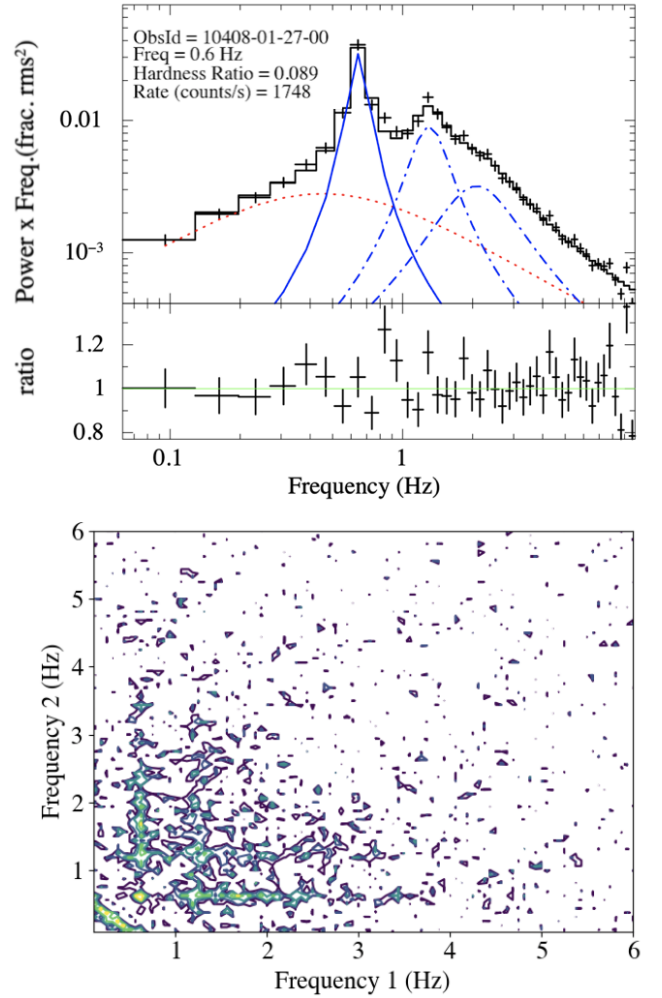 ObsId = 10408-01-27-00
Freq = 0.6 Hz
Hardness Ratio = 0.089
Rate (counts/s) = 1748
Power x Freq.(frac. rms²)
0.01
10⁻³
ratio
1.2
1
0.8
0.1
1
Frequency (Hz)
Frequency 2 (Hz)
6
5
4
3
2
1
1
2
3
4
5
6
Frequency 1 (Hz)